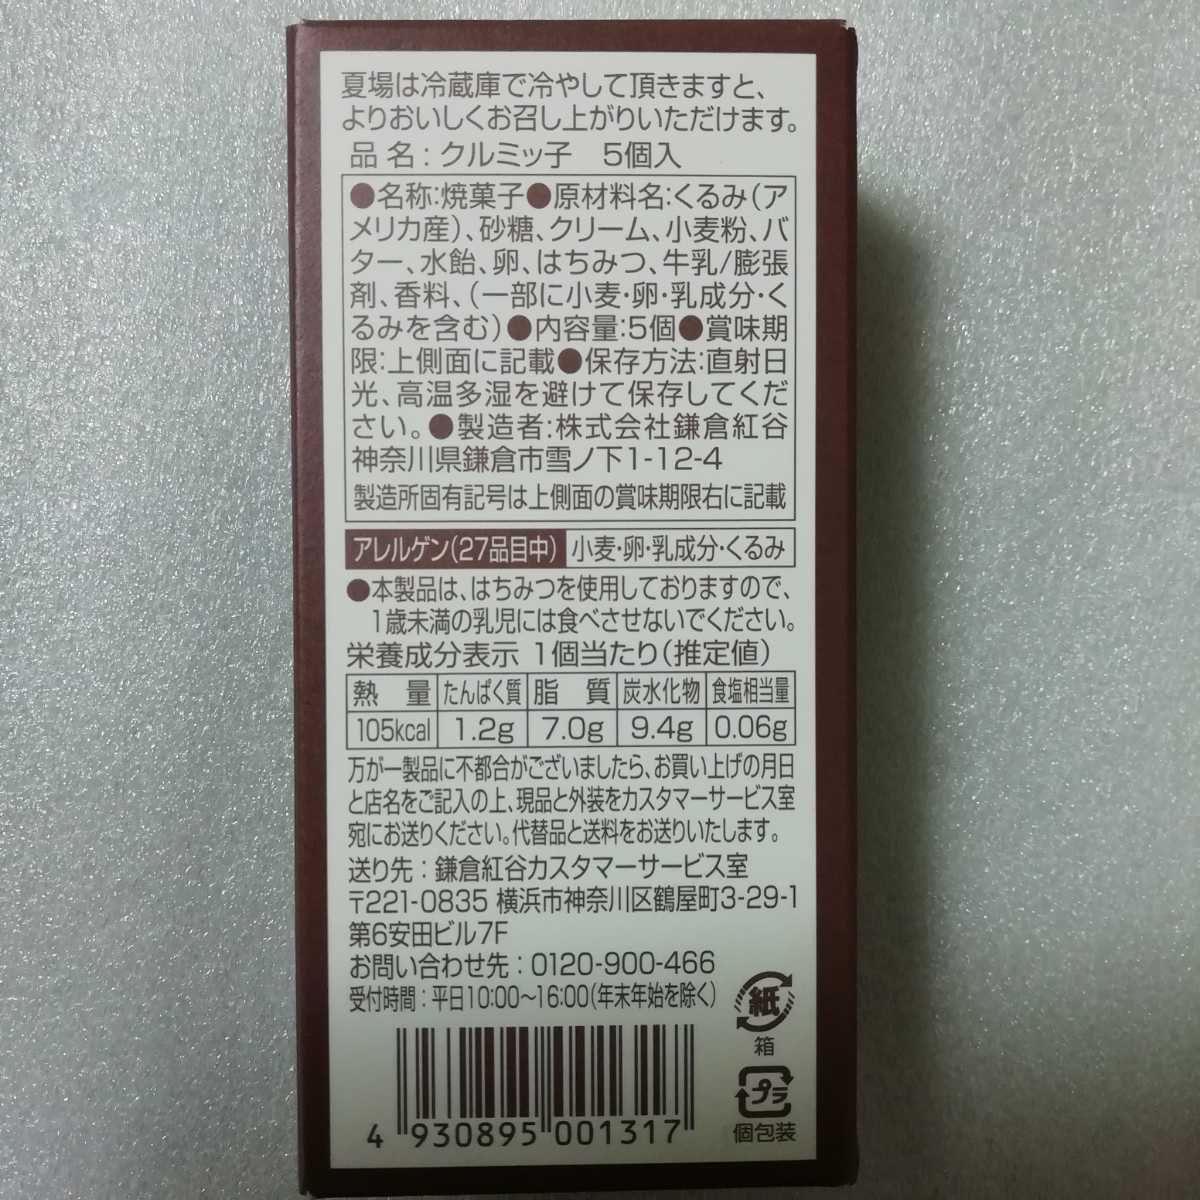 夏場は冷蔵庫で冷やして頂きますと、
よりおいしくお召し上がりいただけます。
品名：クルミッ子　5個入
●名称:焼菓子●原材料名:くるみ(ア
メリカ産)、砂糖、クリーム、小麦粉、バ
ター、水飴、卵、はちみつ、牛乳/膨張
剤、香料、(一部に小麦・卵・乳成分・く
るみを含む)●内容量:5個●賞味期
限:上側面に記載●保存方法:直射日
光、高温多湿を避けて保存してくだ
さい。●製造者:株式会社鎌倉紅谷
神奈川県鎌倉市雪ノ下1-12-4
製造所固有記号は上側面の賞味期限右に記載
アレルゲン(27品目中) 小麦・卵・乳成分・くるみ
●本製品は、はちみつを使用しておりますので、
1歳未満の乳児には食べさせないでください。
栄養成分表示 1個当たり(推定値)
熱量 たんぱく質 脂質 炭水化物 食塩相当量
105kcal 1.2g 7.0g 9.4g 0.06g
万が一製品に不都合がございましたら、お買い上げの月日
と店名をご記入の上、現品と外装をカスタマーサービス室
宛にお送りください。代替品と送料をお送りいたします。
送り先：鎌倉紅谷カスタマーサービス室
〒221-0835 横浜市神奈川区鶴屋町3-29-1
第6安田ビル7F
お問い合わせ先：0120-900-466
受付時間：平日10:00〜16:00(年末年始を除く)
紙
箱
プラ
個包装
4 930895 001317